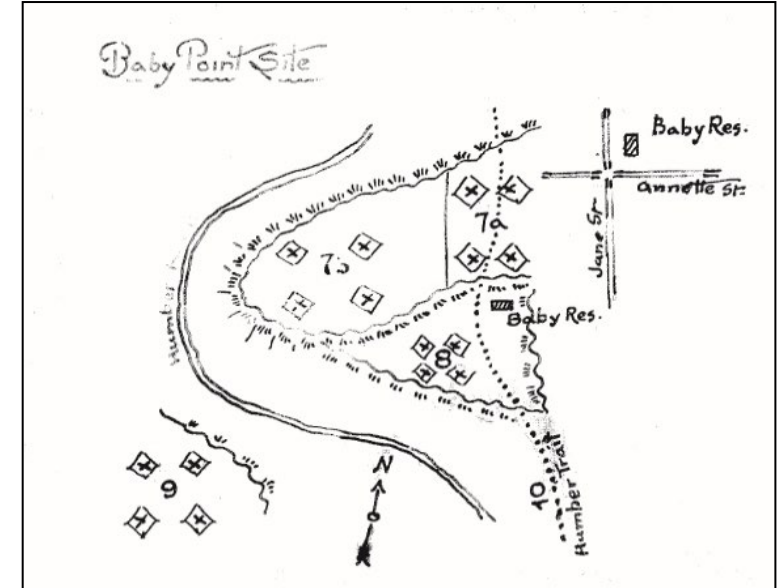 Baby Point Site
Baby Res.
Annette St.
Jane St
7a
7b
Baby Res.
8
Humber
9
N
10
Humber Trail